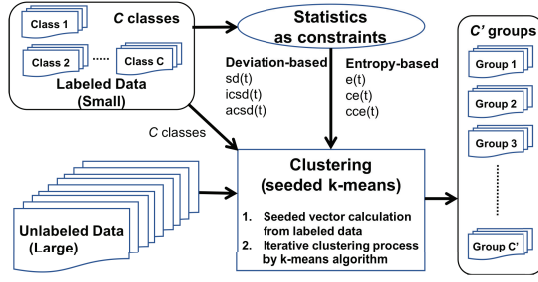 Class 1
C classes
Class 2
Class C
Labeled Data
(Small)
Statistics
as constraints
Deviation-based
sd(t)
icsd(t)
acsd(t)
Entropy-based
e(t)
ce(t)
cce(t)
C classes
Unlabeled Data
(Large)
Clustering
(seeded k-means)
1. Seeded vector calculation
from labeled data
2. Iterative clustering process
by k-means algorithm
C' groups
Group 1
Group 2
Group 3
Group C'